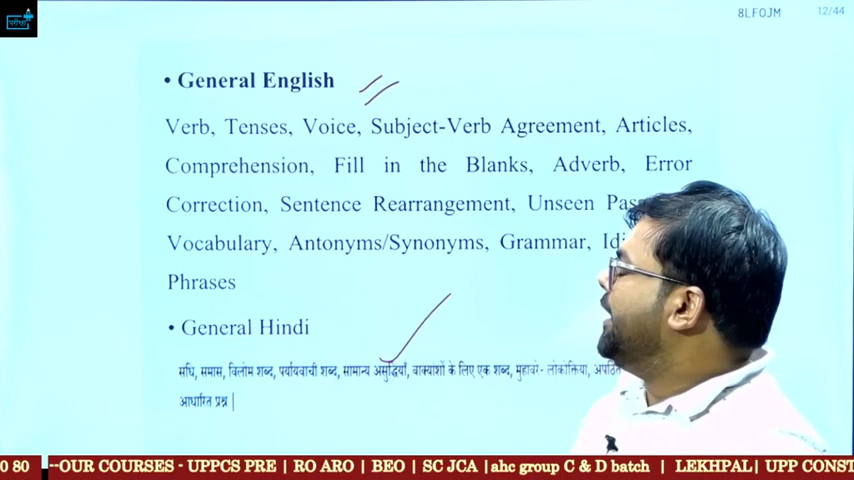 परीक्षा
8LFOJM
12/44
• General English
Verb, Tenses, Voice, Subject-Verb Agreement, Articles,
Comprehension, Fill in the Blanks, Adverb, Error
Correction, Sentence Rearrangement, Unseen
Vocabulary, Antonyms/Synonyms, Grammar,
Phrases
• General Hindi
सधि, समास, विलोम शब्द, पर्यायवाची शब्द, सामान्य अशुद्धियाँ, वाक्यांशों के लिए एक शब्द, मुहावरे- लोकोक्तिया, अपठित
आधारित प्रश्न |
0 80 --OUR COURSES - UPPCS PRE | RO ARO | BEO | SC JCA |ahc group C & D batch | LEKHPAL| UPP CONST